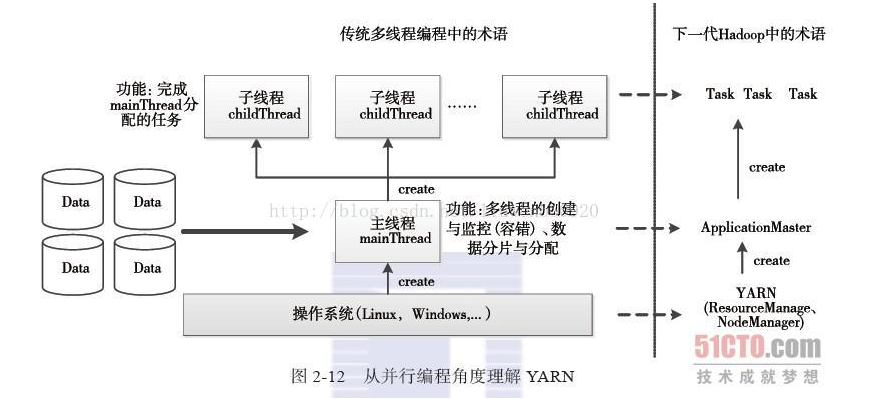 传统多线程编程中的术语
下一代Hadoop中的术语
功能：完成
mainThread分
配的任务
子线程
childThread
子线程
childThread
......
子线程
childThread
Task Task Task
create
create
Data
Data
Data
Data
主线程
mainThread
功能：多线程的创建
与监控(容错)、数
据分片与分配
ApplicationMaster
create
create
操作系统(Linux，Windows,...)
YARN
(ResourceManage、
NodeManager)
51CTO.com
技术成就梦想
图 2-12 从并行编程角度理解 YARN